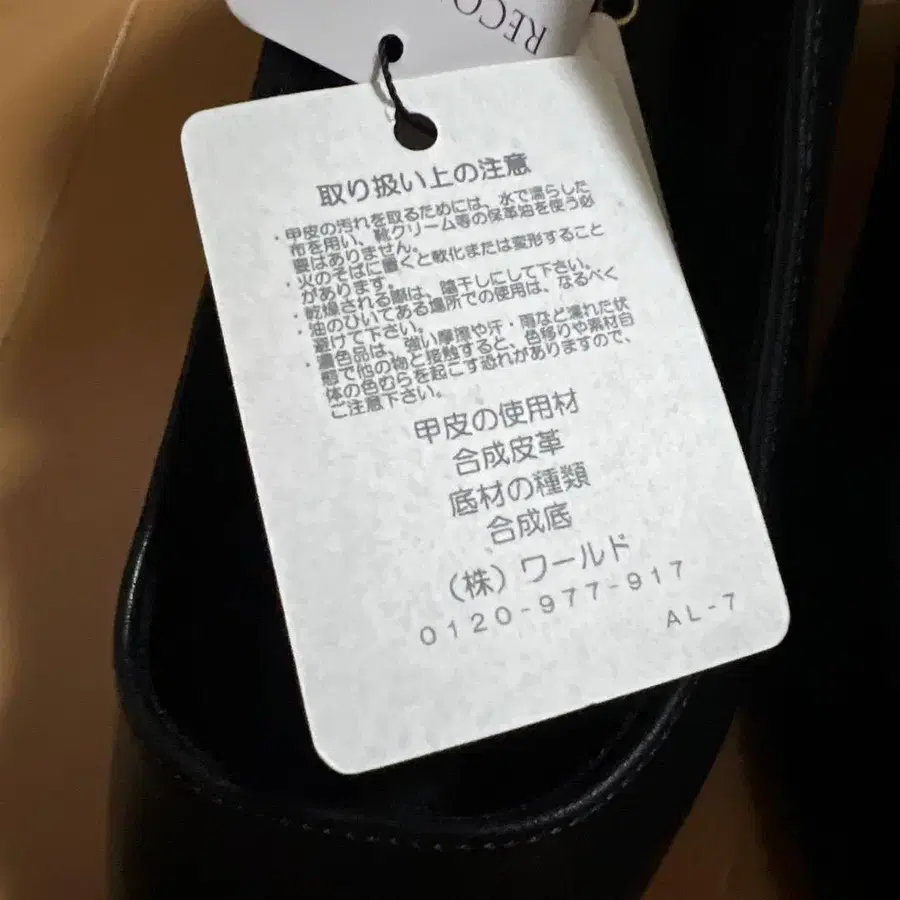 RECO
取り扱い上の注意
・甲皮の汚れを取るためには、水で濡らした
布を用い、靴クリーム等の保革油を使う必
要はありません。
・火のそばに置くと軟化または変形すること
があります。
・乾燥される際は、陰干しにして下さい。
・油のひいてある場所での使用は、なるべく
避けて下さい。
・濃色品は、強い摩擦や汗・雨など濡れた状
態で他の物と接触すると、色移りや素材自
体の色むらを起こす恐れがありますので、
ご注意下さい。
甲皮の使用材
合成皮革
底材の種類
合成底
（株）ワールド
0120-977-917
AL-7